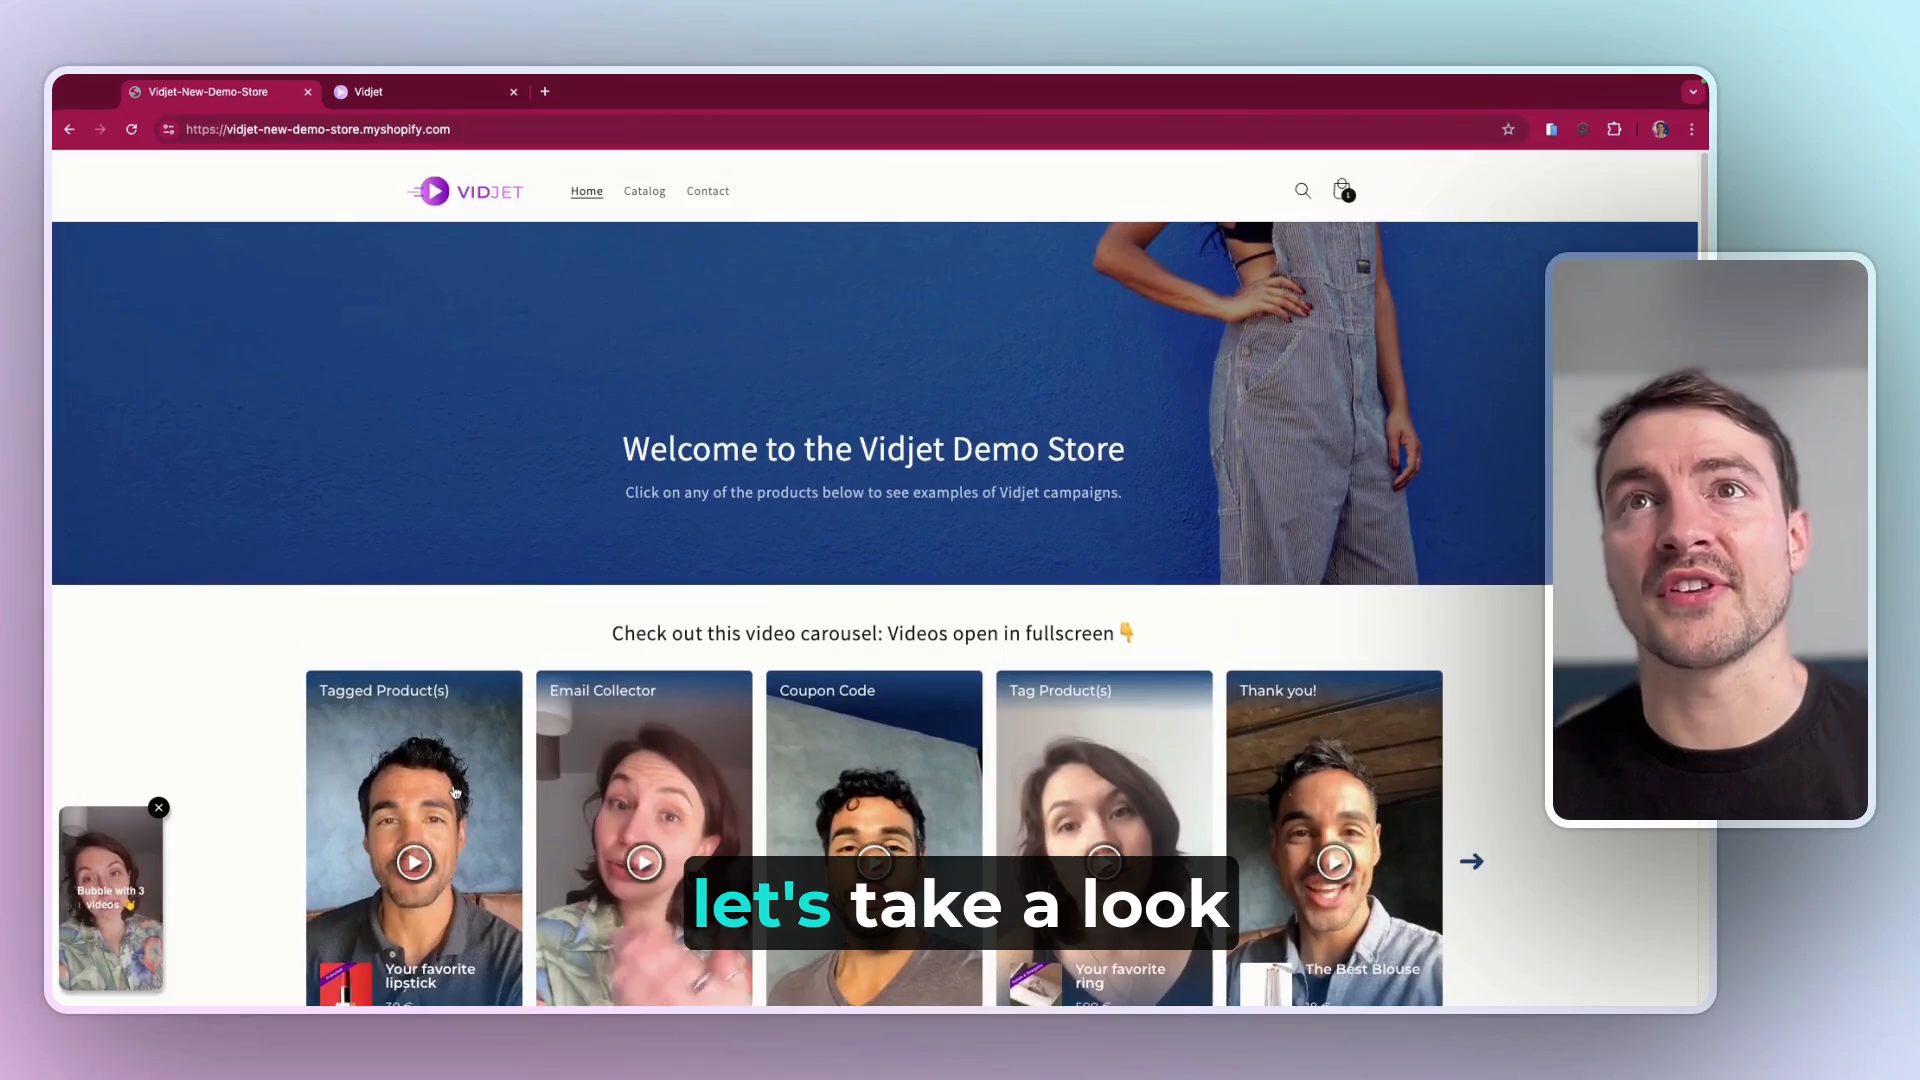 Vidjet-New-Demo-Store
Vidjet
https://vidjet-new-demo-store.myshopify.com
VIDJET
Home
Catalog
Contact
1
Welcome to the Vidjet Demo Store
Click on any of the products below to see examples of Vidjet campaigns.
Check out this video carousel: Videos open in fullscreen👇
Tagged Product(s)
Email Collector
Coupon Code
Tag Product(s)
Thank you!
Bubble with 3
videos 👋
let's take a look
Your favorite
lipstick
Your favorite
ring
The Best Blouse